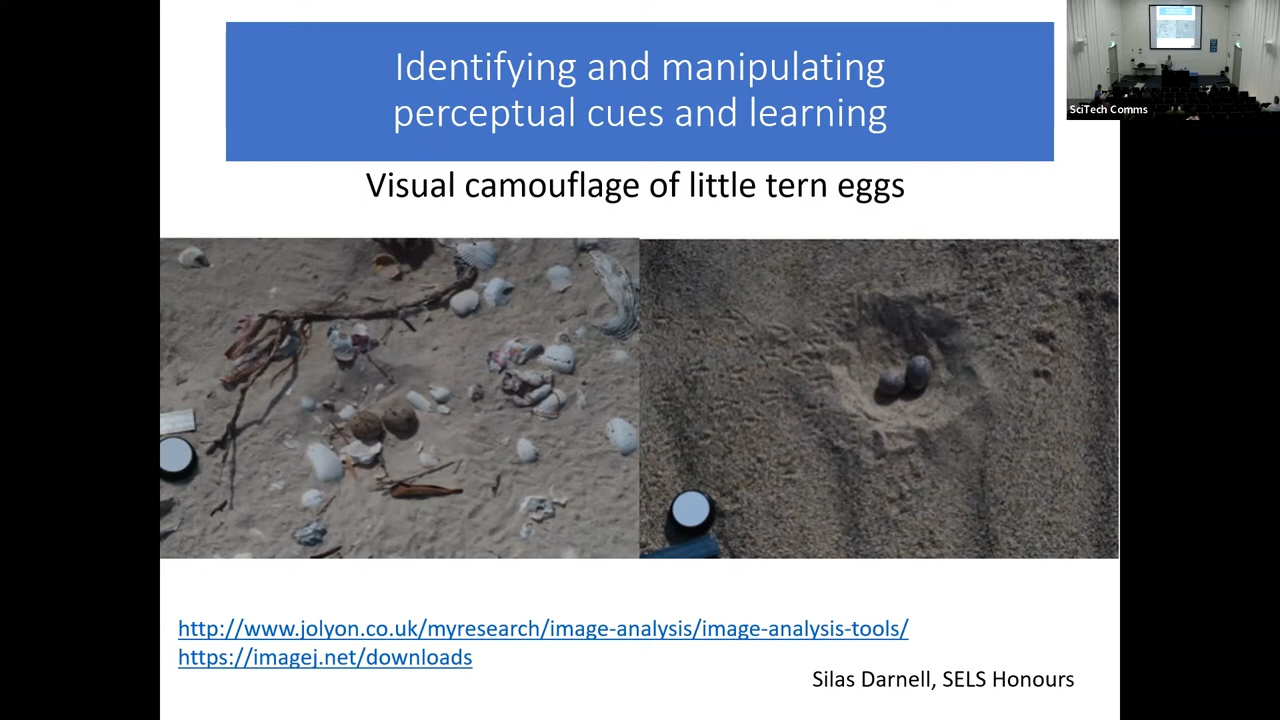 Identifying and manipulating
perceptual cues and learning
SciTech Comms
Visual camouflage of little tern eggs
http://www.jolyon.co.uk/myresearch/image-analysis/image-analysis-tools/
https://imagej.net/downloads
Silas Darnell, SELS Honours